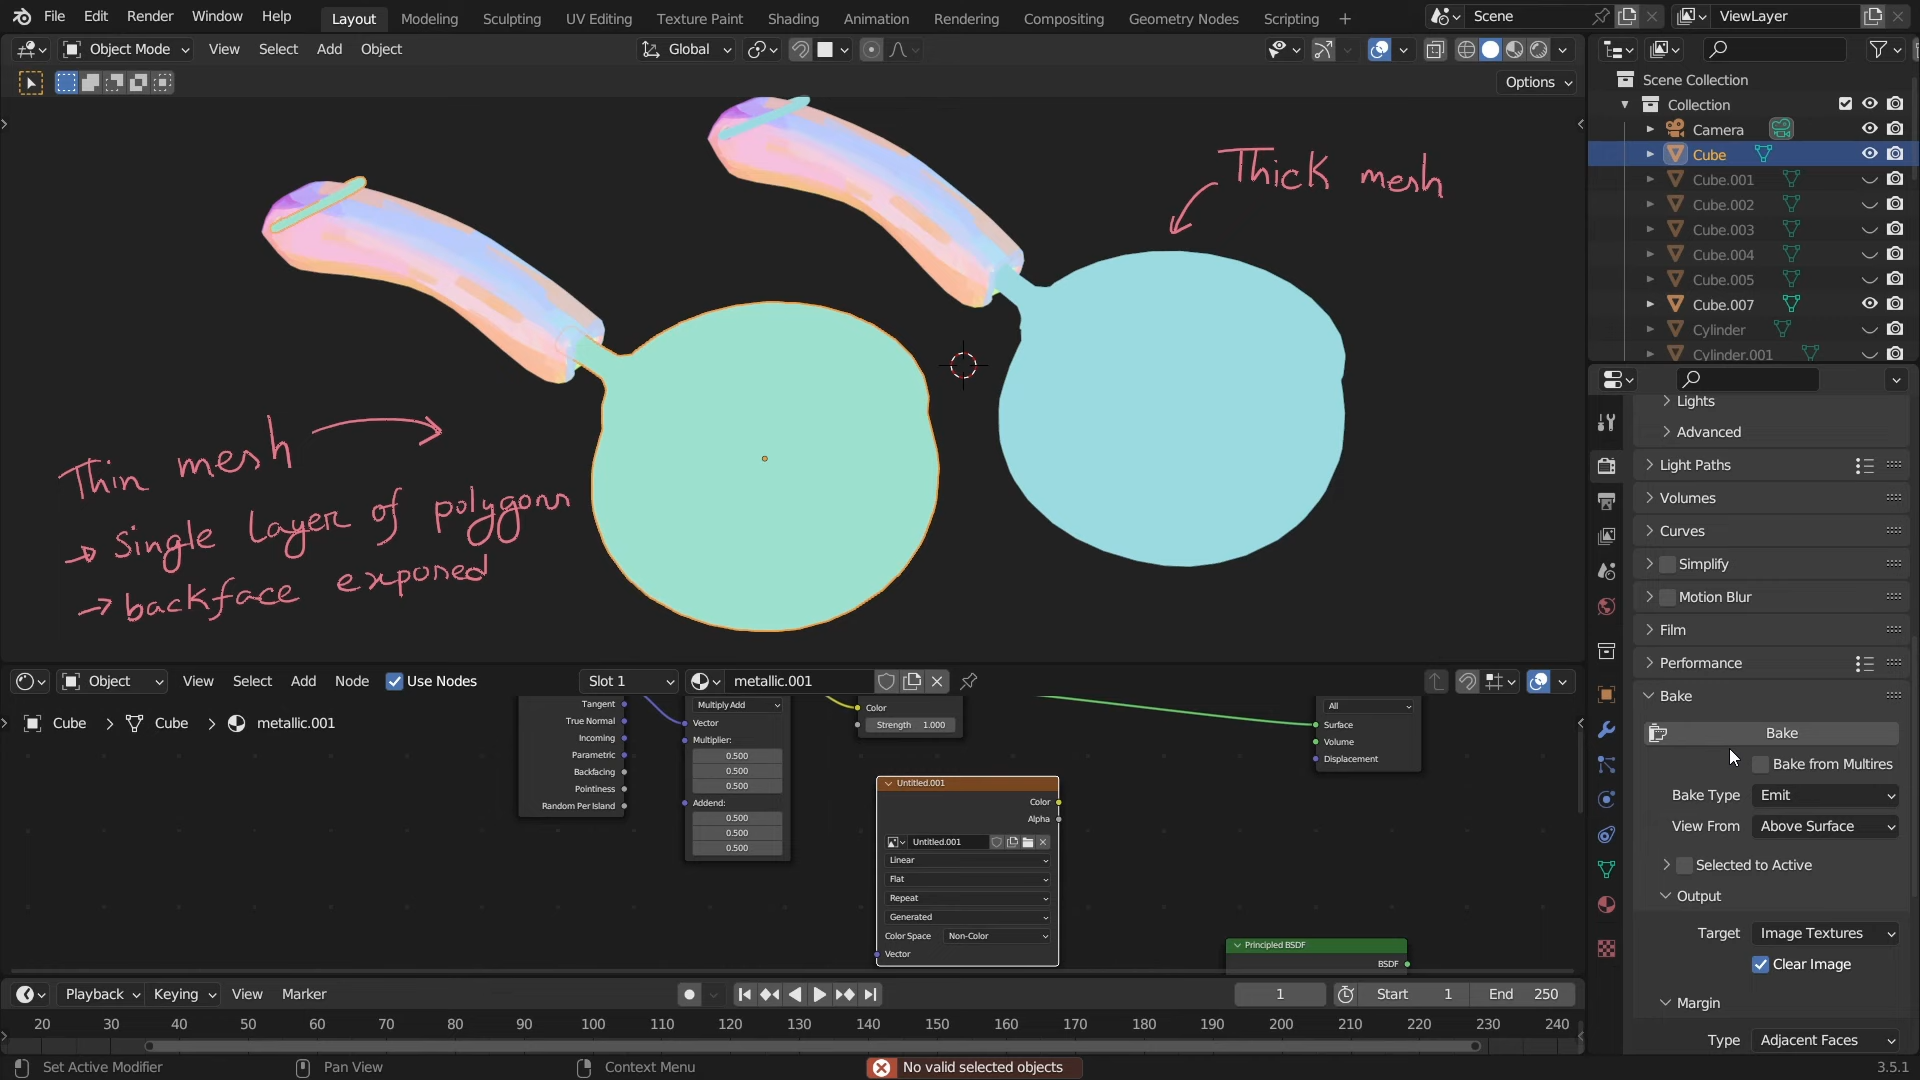 File Edit Render Window Help Layout Modeling Sculpting UV Editing Texture Paint Shading Animation Rendering Compositing Geometry Nodes Scripting + Scene ViewLayer
Object Mode View Select Add Object Global
Options
Scene Collection
Collection
Camera
Cube
Cube.001
Cube.002
Cube.003
Cube.004
Cube.005
Cube.007
Cylinder
Cylinder.001
Thick mesh
Thin mesh
→ Single Layer of polygons
→ backface exposed
Lights
Advanced
Light Paths
Volumes
Curves
Simplify
Motion Blur
Film
Performance
Bake
Bake
Bake from Multires
Bake Type Emit
View From Above Surface
Selected to Active
Output
Target Image Textures
Clear Image
Margin
Type Adjacent Faces
Object View Select Add Node Use Nodes Slot 1 metallic.001
Cube > Cube > metallic.001
Tangent
True Normal
Incoming
Parametric
Backfacing
Pointiness
Random Per Island
Multiply Add
Vector
Multiplier:
0.500
0.500
0.500
Addend:
0.500
0.500
0.500
Color
Strength 1.000
Untitled.001
Color
Alpha
Untitled.001
Linear
Flat
Repeat
Generated
Color Space Non-Color
Vector
All
Surface
Volume
Displacement
Principled BSDF
BSDF
Playback Keying View Marker 1 Start 1 End 250
20 30 40 50 60 70 80 90 100 110 120 130 140 150 160 170 180 190 200 210 220 230 240
Set Active Modifier Pan View Context Menu No valid selected objects 3.5.1